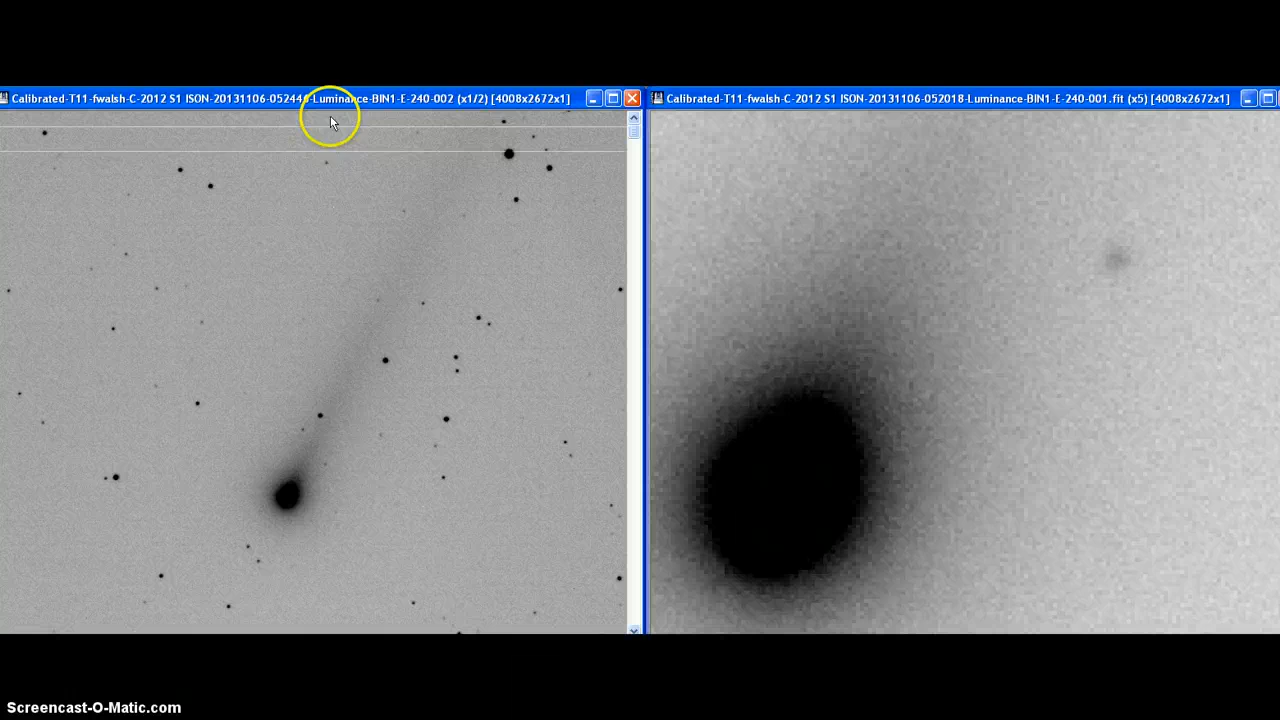 Calibrated-T11-fwalsh-C-2012 S1 ISON-20131106-052444-Luminance-BIN1-E-240-002 (x1/2) [4008x2672x1]
Calibrated-T11-fwalsh-C-2012 S1 ISON-20131106-052018-Luminance-BIN1-E-240-001.fit (x5) [4008x2672x1]
Screencast-O-Matic.com